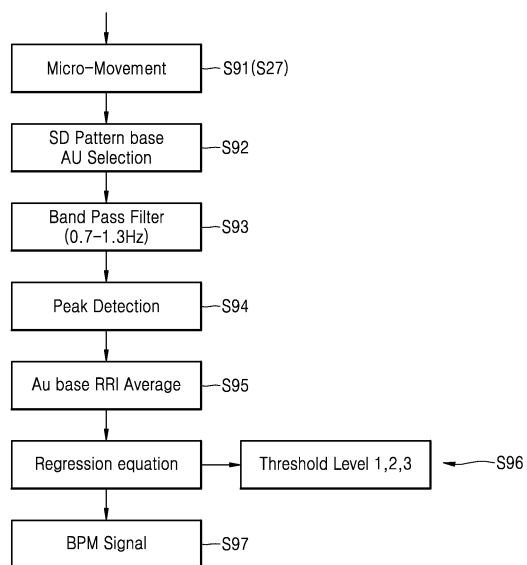 Micro-Movement
S91(S27)
SD Pattern base
AU Selection
S92
Band Pass Filter
(0.7-1.3Hz)
S93
Peak Detection
S94
Au base RRI Average
S95
Regression equation
Threshold Level 1,2,3
S96
BPM Signal
S97